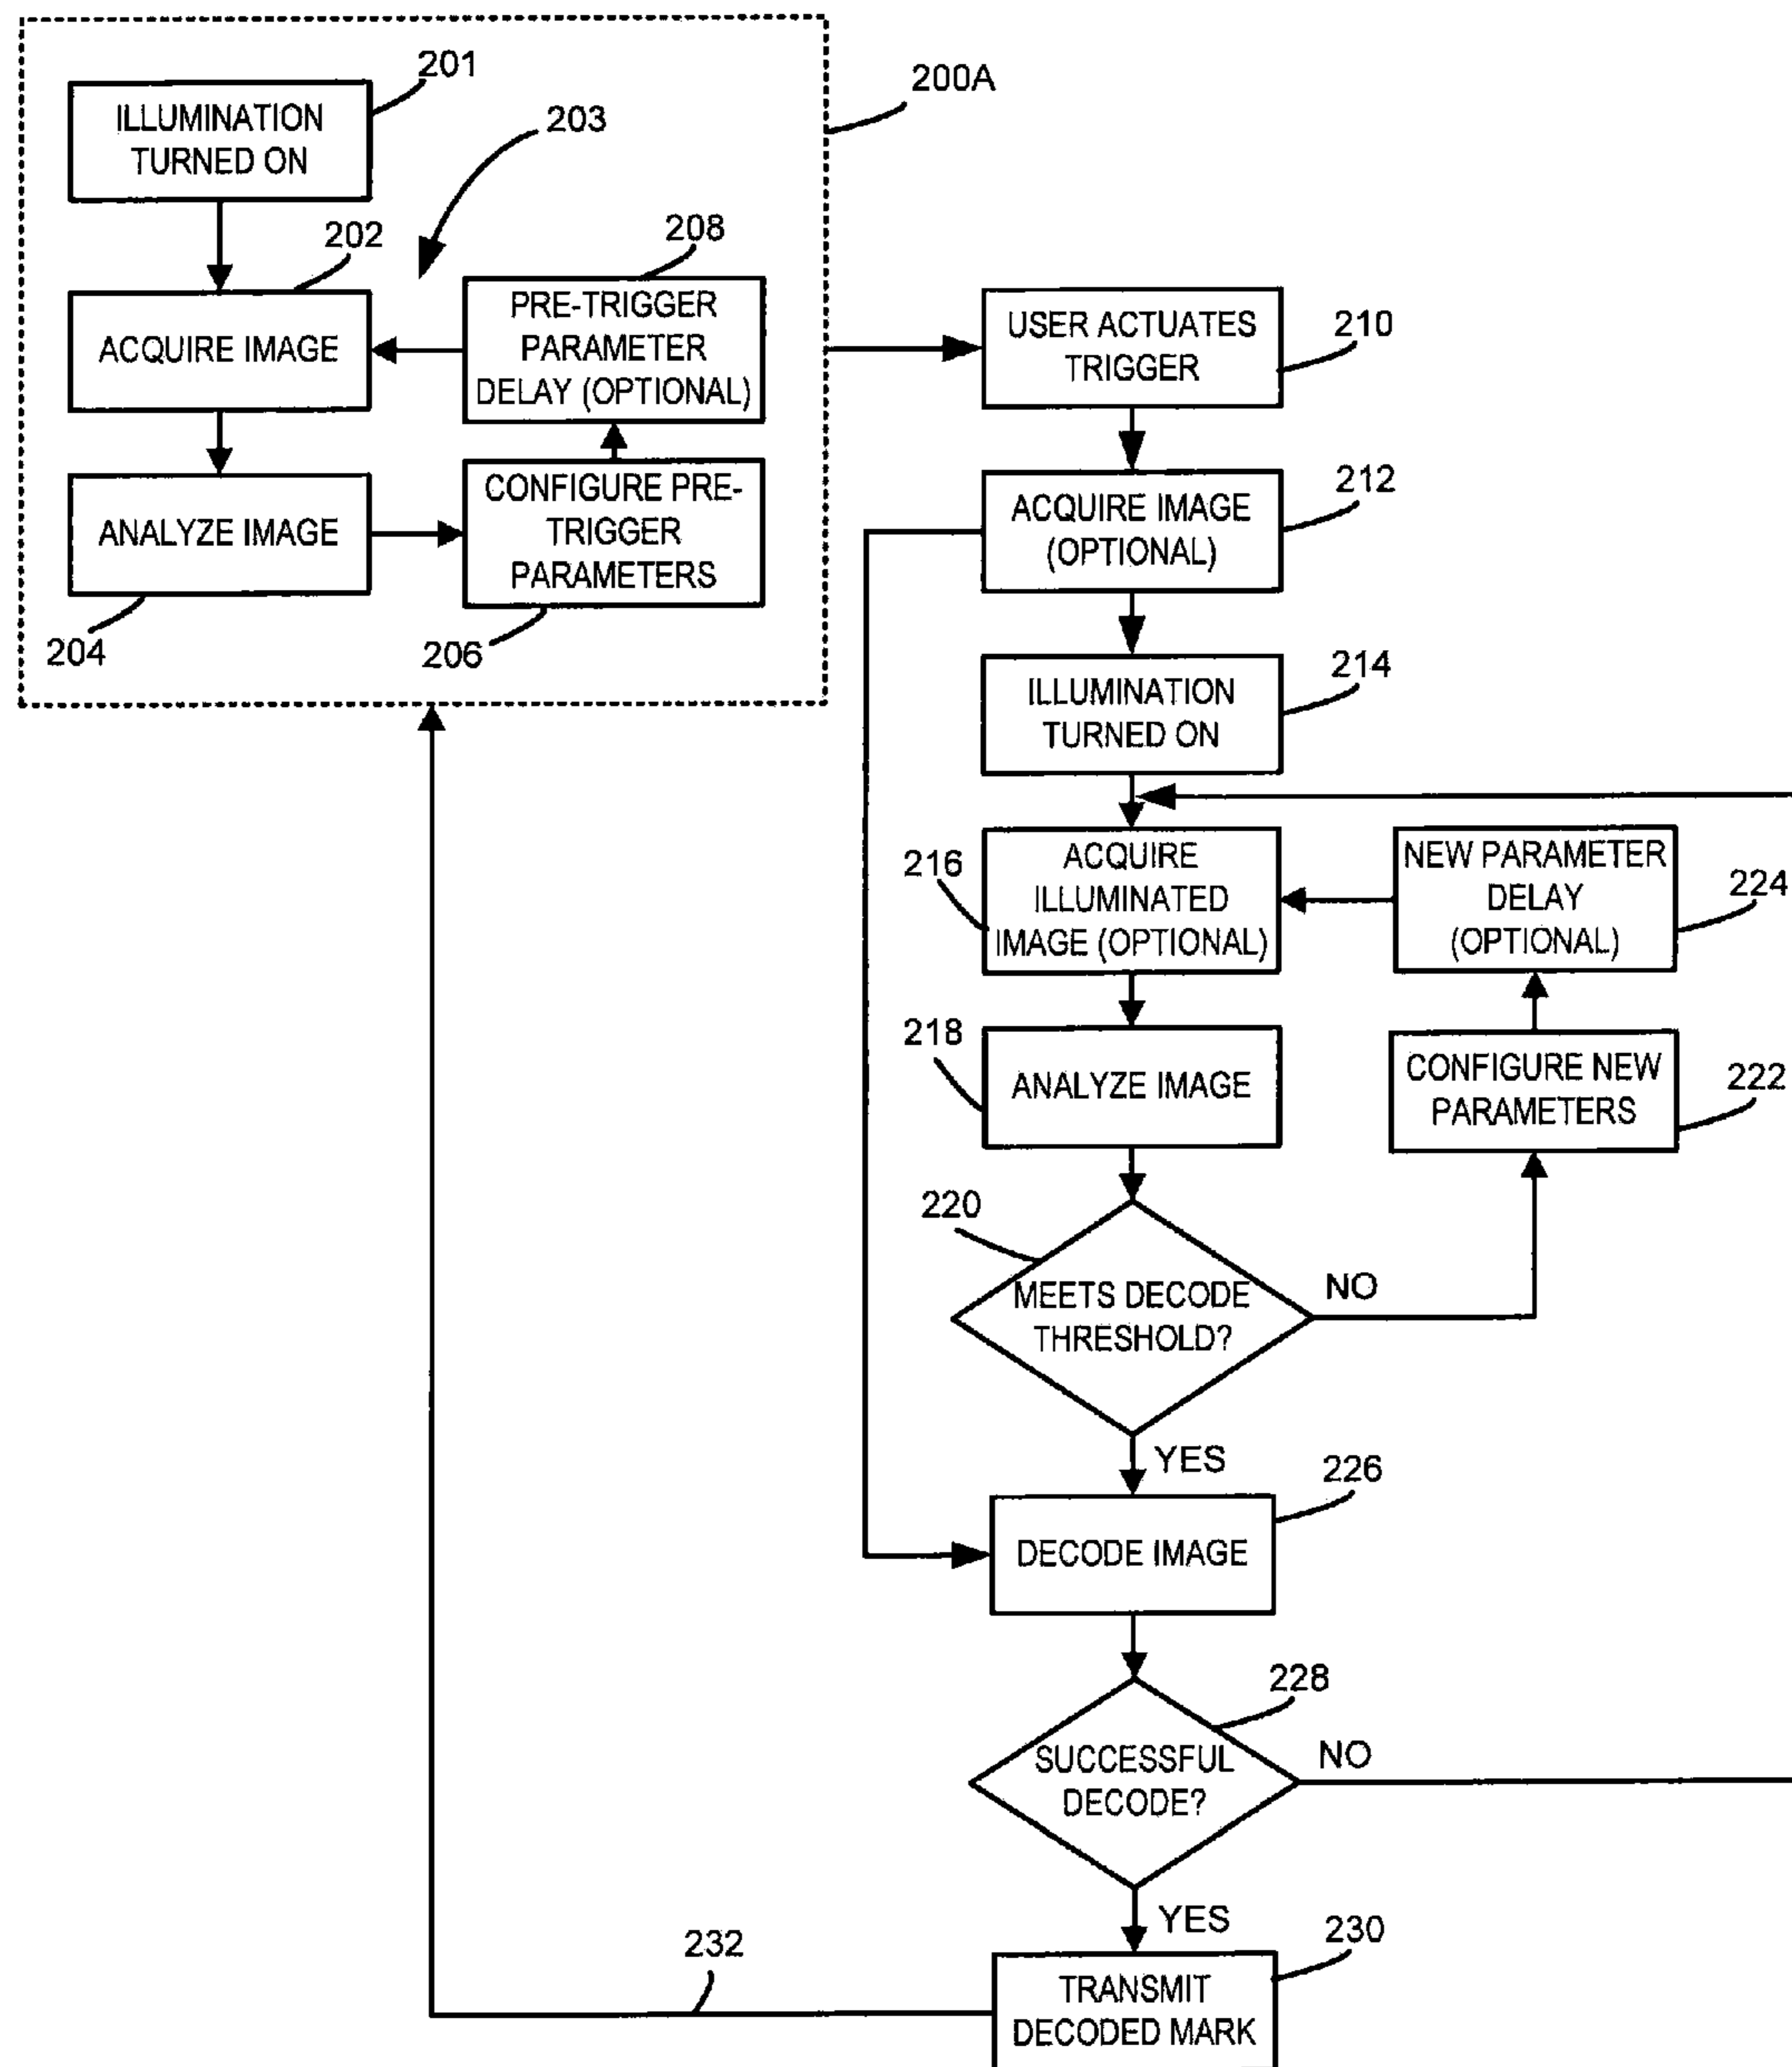 201
ILLUMINATION
TURNED ON
200A
203
202
208
ACQUIRE IMAGE
PRE-TRIGGER
PARAMETER
DELAY (OPTIONAL)
ANALYZE IMAGE
CONFIGURE PRE-
TRIGGER
PARAMETERS
204
206
USER ACTUATES
TRIGGER
210
ACQUIRE IMAGE
(OPTIONAL)
212
ILLUMINATION
TURNED ON
214
216
ACQUIRE
ILLUMINATED
IMAGE (OPTIONAL)
NEW PARAMETER
DELAY
(OPTIONAL)
224
218
ANALYZE IMAGE
CONFIGURE NEW
PARAMETERS
222
220
MEETS DECODE
THRESHOLD?
NO
YES
226
DECODE IMAGE
228
SUCCESSFUL
DECODE?
NO
YES
230
232
TRANSMIT
DECODED MARK